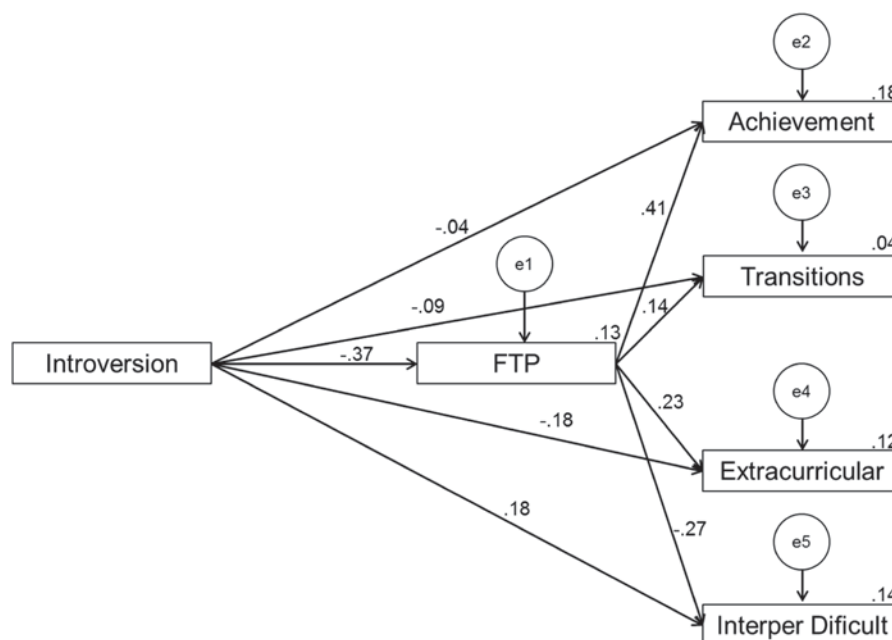 e2
.18
Achievement
e3
.41
-.04
.04
Transitions
e1
-.09
.14
.13
Introversion
-.37
FTP
e4
.23
-.18
.12
Extracurricular
.18
-.27
e5
.14
Interper Dificult